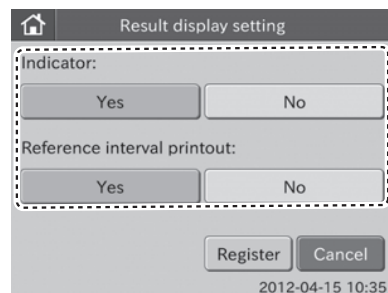 Result display setting
Indicator:
Yes No
Reference interval printout:
Yes No
Register Cancel
2012-04-15 10:35